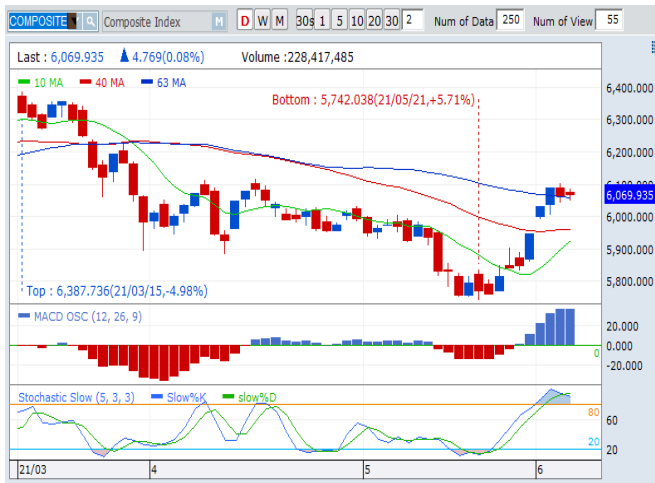 COMPOSITE Composite Index M D W M 30s 1 5 10 20 30 2 Num of Data 250 Num of View 55
Last : 6,069.935 4.769(0.08%) Volume :228,417,485
10 MA 40 MA 63 MA
Bottom : 5,742.038(21/05/21,+5.71%)
6,400.000
6,300.000
6,200.000
6,069.935
6,000.000
5,900.000
5,800.000
Top : 6,387.736(21/03/15,-4.98%)
MACD OSC (12, 26, 9)
20.000
0.000
0
-20.000
Stochastic Slow (5, 3, 3) Slow%K slow%D
80
60
20
20
21/03 4 5 6